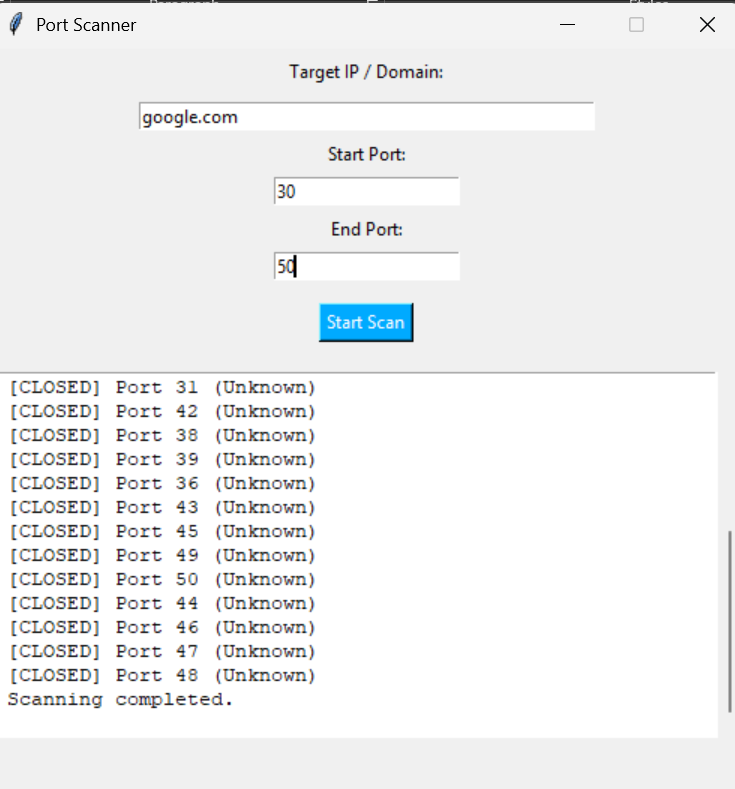 Port Scanner
Target IP / Domain:
google.com
Start Port:
30
End Port:
50
Start Scan
[CLOSED] Port 31 (Unknown)
[CLOSED] Port 42 (Unknown)
[CLOSED] Port 38 (Unknown)
[CLOSED] Port 39 (Unknown)
[CLOSED] Port 36 (Unknown)
[CLOSED] Port 43 (Unknown)
[CLOSED] Port 45 (Unknown)
[CLOSED] Port 49 (Unknown)
[CLOSED] Port 50 (Unknown)
[CLOSED] Port 44 (Unknown)
[CLOSED] Port 46 (Unknown)
[CLOSED] Port 47 (Unknown)
[CLOSED] Port 48 (Unknown)
Scanning completed.